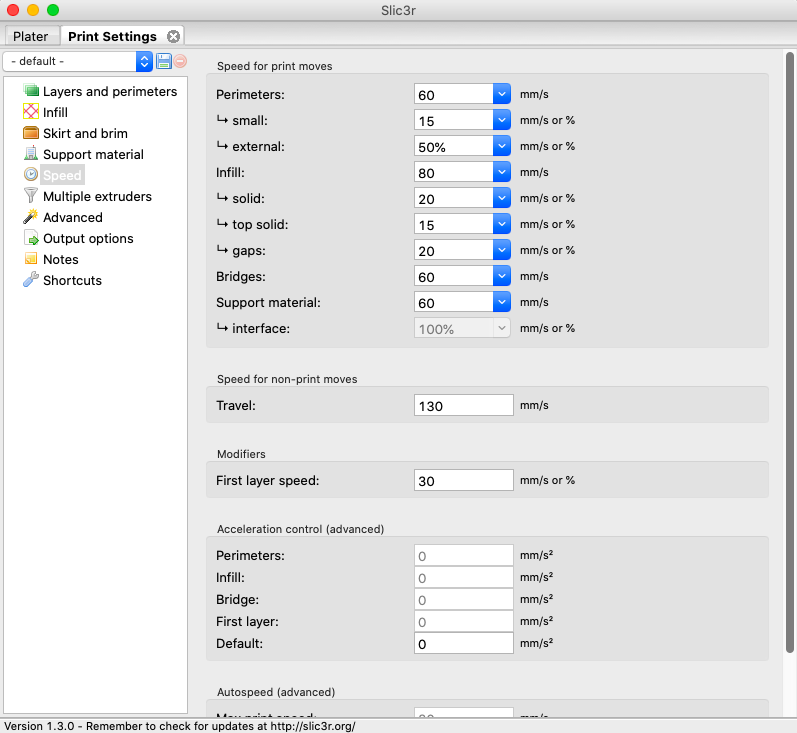 Slic3r
Plater Print Settings
- default -
Layers and perimeters
Infill
Skirt and brim
Support material
Speed
Multiple extruders
Advanced
Output options
Notes
Shortcuts
Speed for print moves
Perimeters: 60 mm/s
↳ small: 15 mm/s or %
↳ external: 50% mm/s or %
Infill: 80 mm/s
↳ solid: 20 mm/s or %
↳ top solid: 15 mm/s or %
↳ gaps: 20 mm/s or %
Bridges: 60 mm/s
Support material: 60 mm/s
↳ interface: 100% mm/s or %
Speed for non-print moves
Travel: 130 mm/s
Modifiers
First layer speed: 30 mm/s or %
Acceleration control (advanced)
Perimeters: 0 mm/s²
Infill: 0 mm/s²
Bridge: 0 mm/s²
First layer: 0 mm/s²
Default: 0 mm/s²
Autospeed (advanced)
Max print speed: mm/s
Version 1.3.0 - Remember to check for updates at http://slic3r.org/